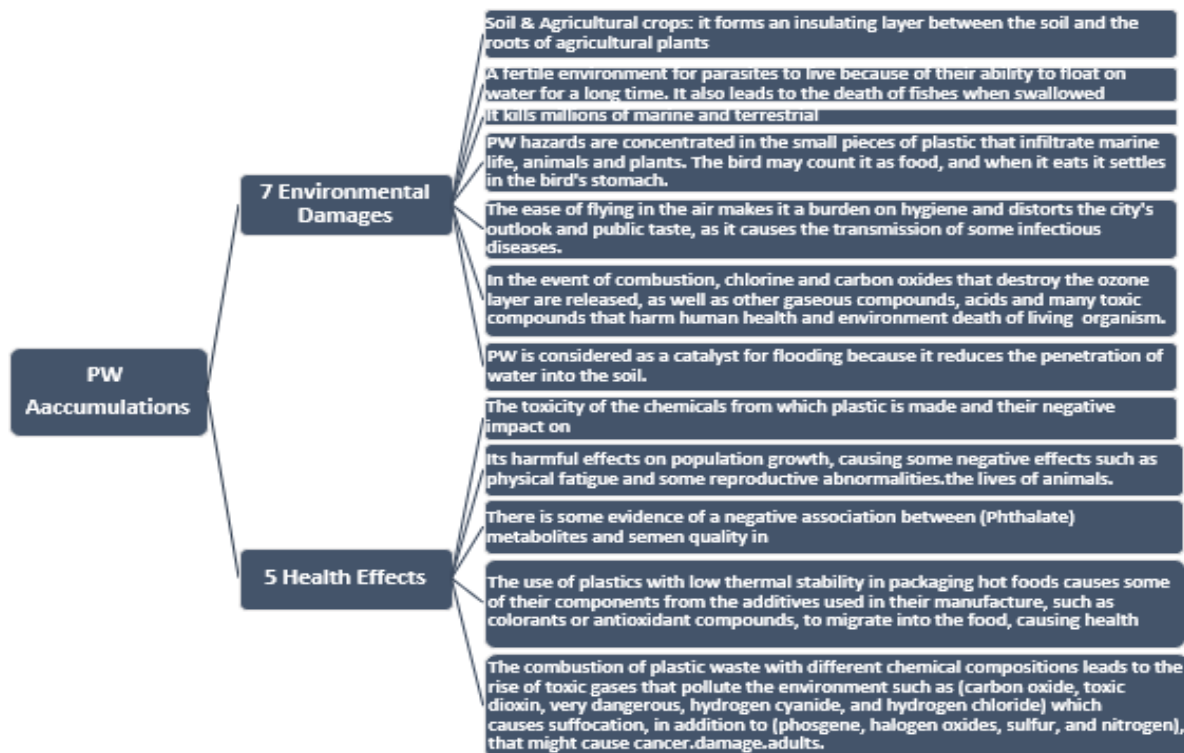 PW
Aaccumulations
7 Environmental
Damages
Soil & Agricultural crops: it forms an insulating layer between the soil and the
roots of agricultural plants
A fertile environment for parasites to live because of their ability to float on
water for a long time. It also leads to the death of fishes when swallowed
It kills millions of marine and terrestrial
PW hazards are concentrated in the small pieces of plastic that infiltrate marine
life, animals and plants. The bird may count it as food, and when it eats it settles
in the bird's stomach.
The ease of flying in the air makes it a burden on hygiene and distorts the city's
outlook and public taste, as it causes the transmission of some infectious
diseases.
In the event of combustion, chlorine and carbon oxides that destroy the ozone
layer are released, as well as other gaseous compounds, acids and many toxic
compounds that harm human health and environment death of living organism.
PW is considered as a catalyst for flooding because it reduces the penetration of
water into the soil.
5 Health Effects
The toxicity of the chemicals from which plastic is made and their negative
impact on
Its harmful effects on population growth, causing some negative effects such as
physical fatigue and some reproductive abnormalities.the lives of animals.
There is some evidence of a negative association between (Phthalate)
metabolites and semen quality in
The use of plastics with low thermal stability in packaging hot foods causes some
of their components from the additives used in their manufacture, such as
colorants or antioxidant compounds, to migrate into the food, causing health
The combustion of plastic waste with different chemical compositions leads to the
rise of toxic gases that pollute the environment such as (carbon oxide, toxic
dioxin, very dangerous, hydrogen cyanide, and hydrogen chloride) which
causes suffocation, in addition to (phosgene, halogen oxides, sulfur, and nitrogen),
that might cause cancer.damage.adults.